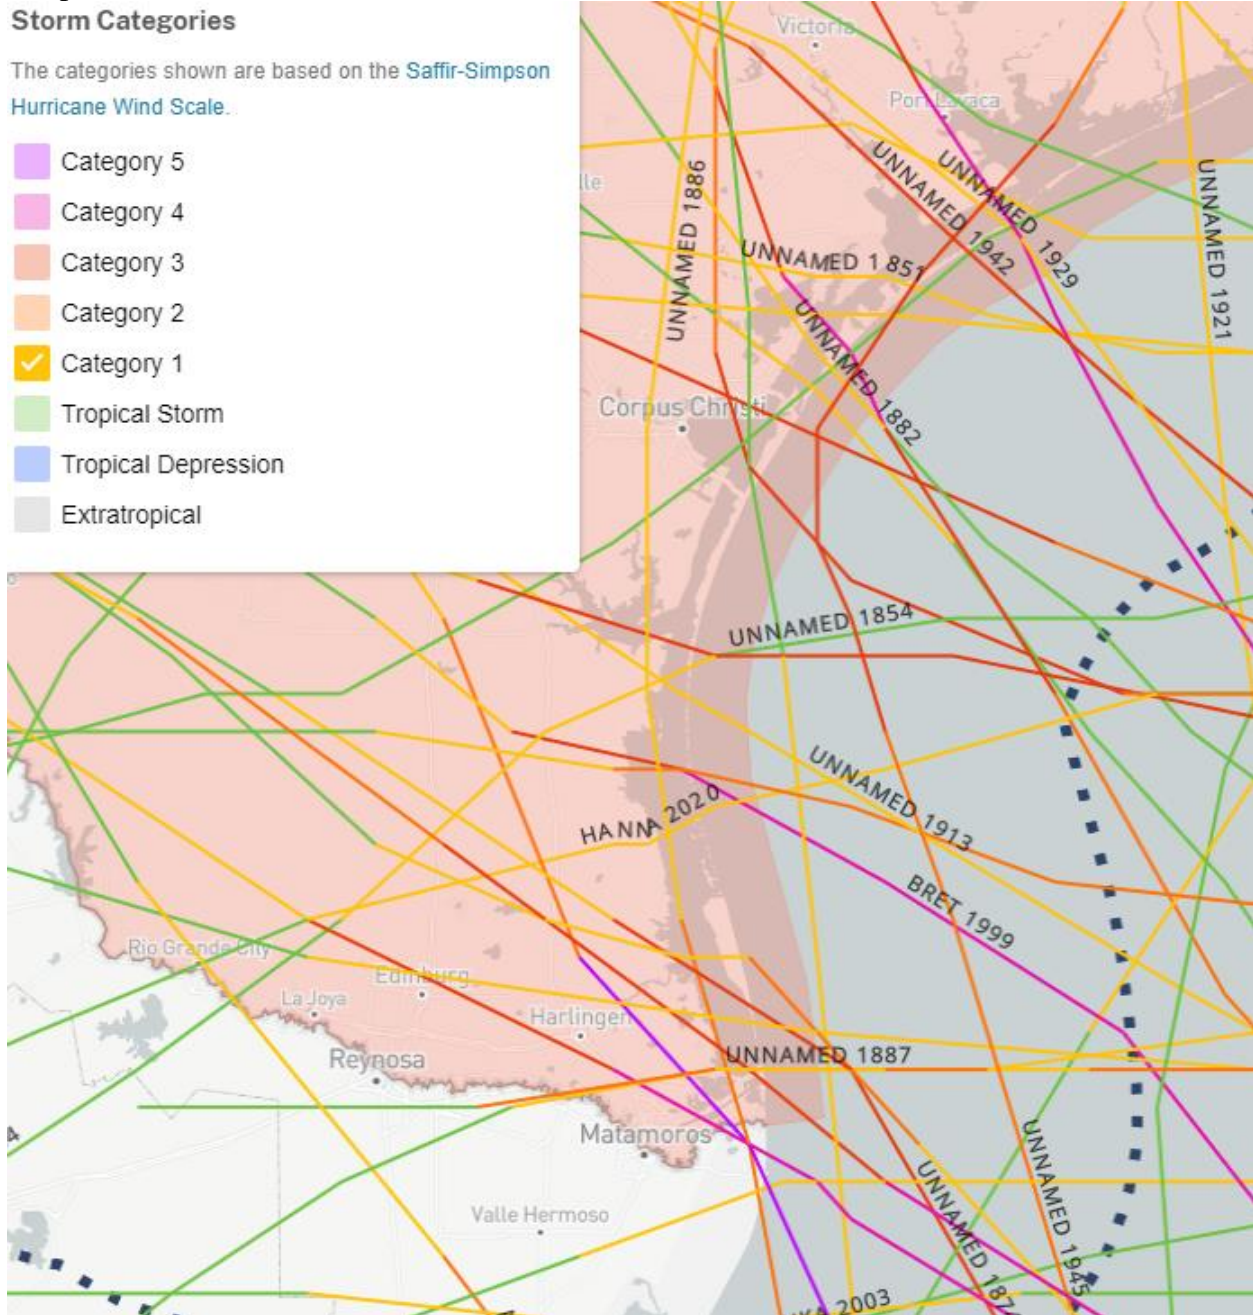 Storm Categories
The categories shown are based on the Saffir-Simpson
Hurricane Wind Scale.
Category 5
Category 4
Category 3
Category 2
Category 1
Tropical Storm
Tropical Depression
Extratropical
Victoria
Port Lavaca
UNNAMED 1886
UNNAMED 1942
UNNAMED 1929
UNNAMED 1921
UNNAMED 1851
UNNAMED 1882
Corpus Christi
UNNAMED 1854
UNNAMED 1913
HANNA 2020
BRET 1999
Rio Grande City
Edinburg
La Joya
Harlingen
Reynosa
UNNAMED 1887
Matamoros
Valle Hermoso
UNNAMED 1945
2003